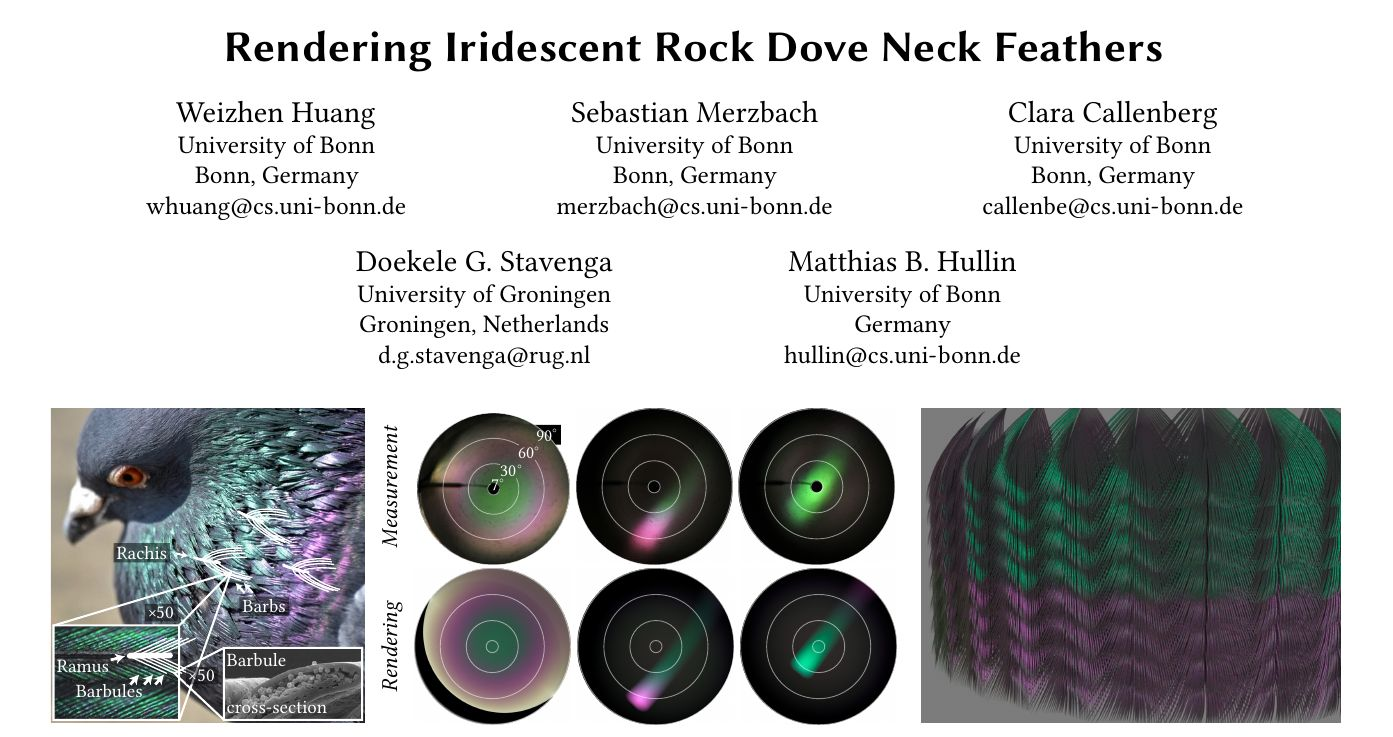 Rendering Iridescent Rock Dove Neck Feathers
Weizhen Huang
University of Bonn
Bonn, Germany
whuang@cs.uni-bonn.de
Sebastian Merzbach
University of Bonn
Bonn, Germany
merzbach@cs.uni-bonn.de
Clara Callenberg
University of Bonn
Bonn, Germany
callenbe@cs.uni-bonn.de
Doekele G. Stavenga
University of Groningen
Groningen, Netherlands
d.g.stavenga@rug.nl
Matthias B. Hullin
University of Bonn
Germany
hullin@cs.uni-bonn.de
Rachis
Barbs
×50
Ramus
Barbules
×50
Barbule
cross-section
Measurement
90°
60°
30°
7°
Rendering